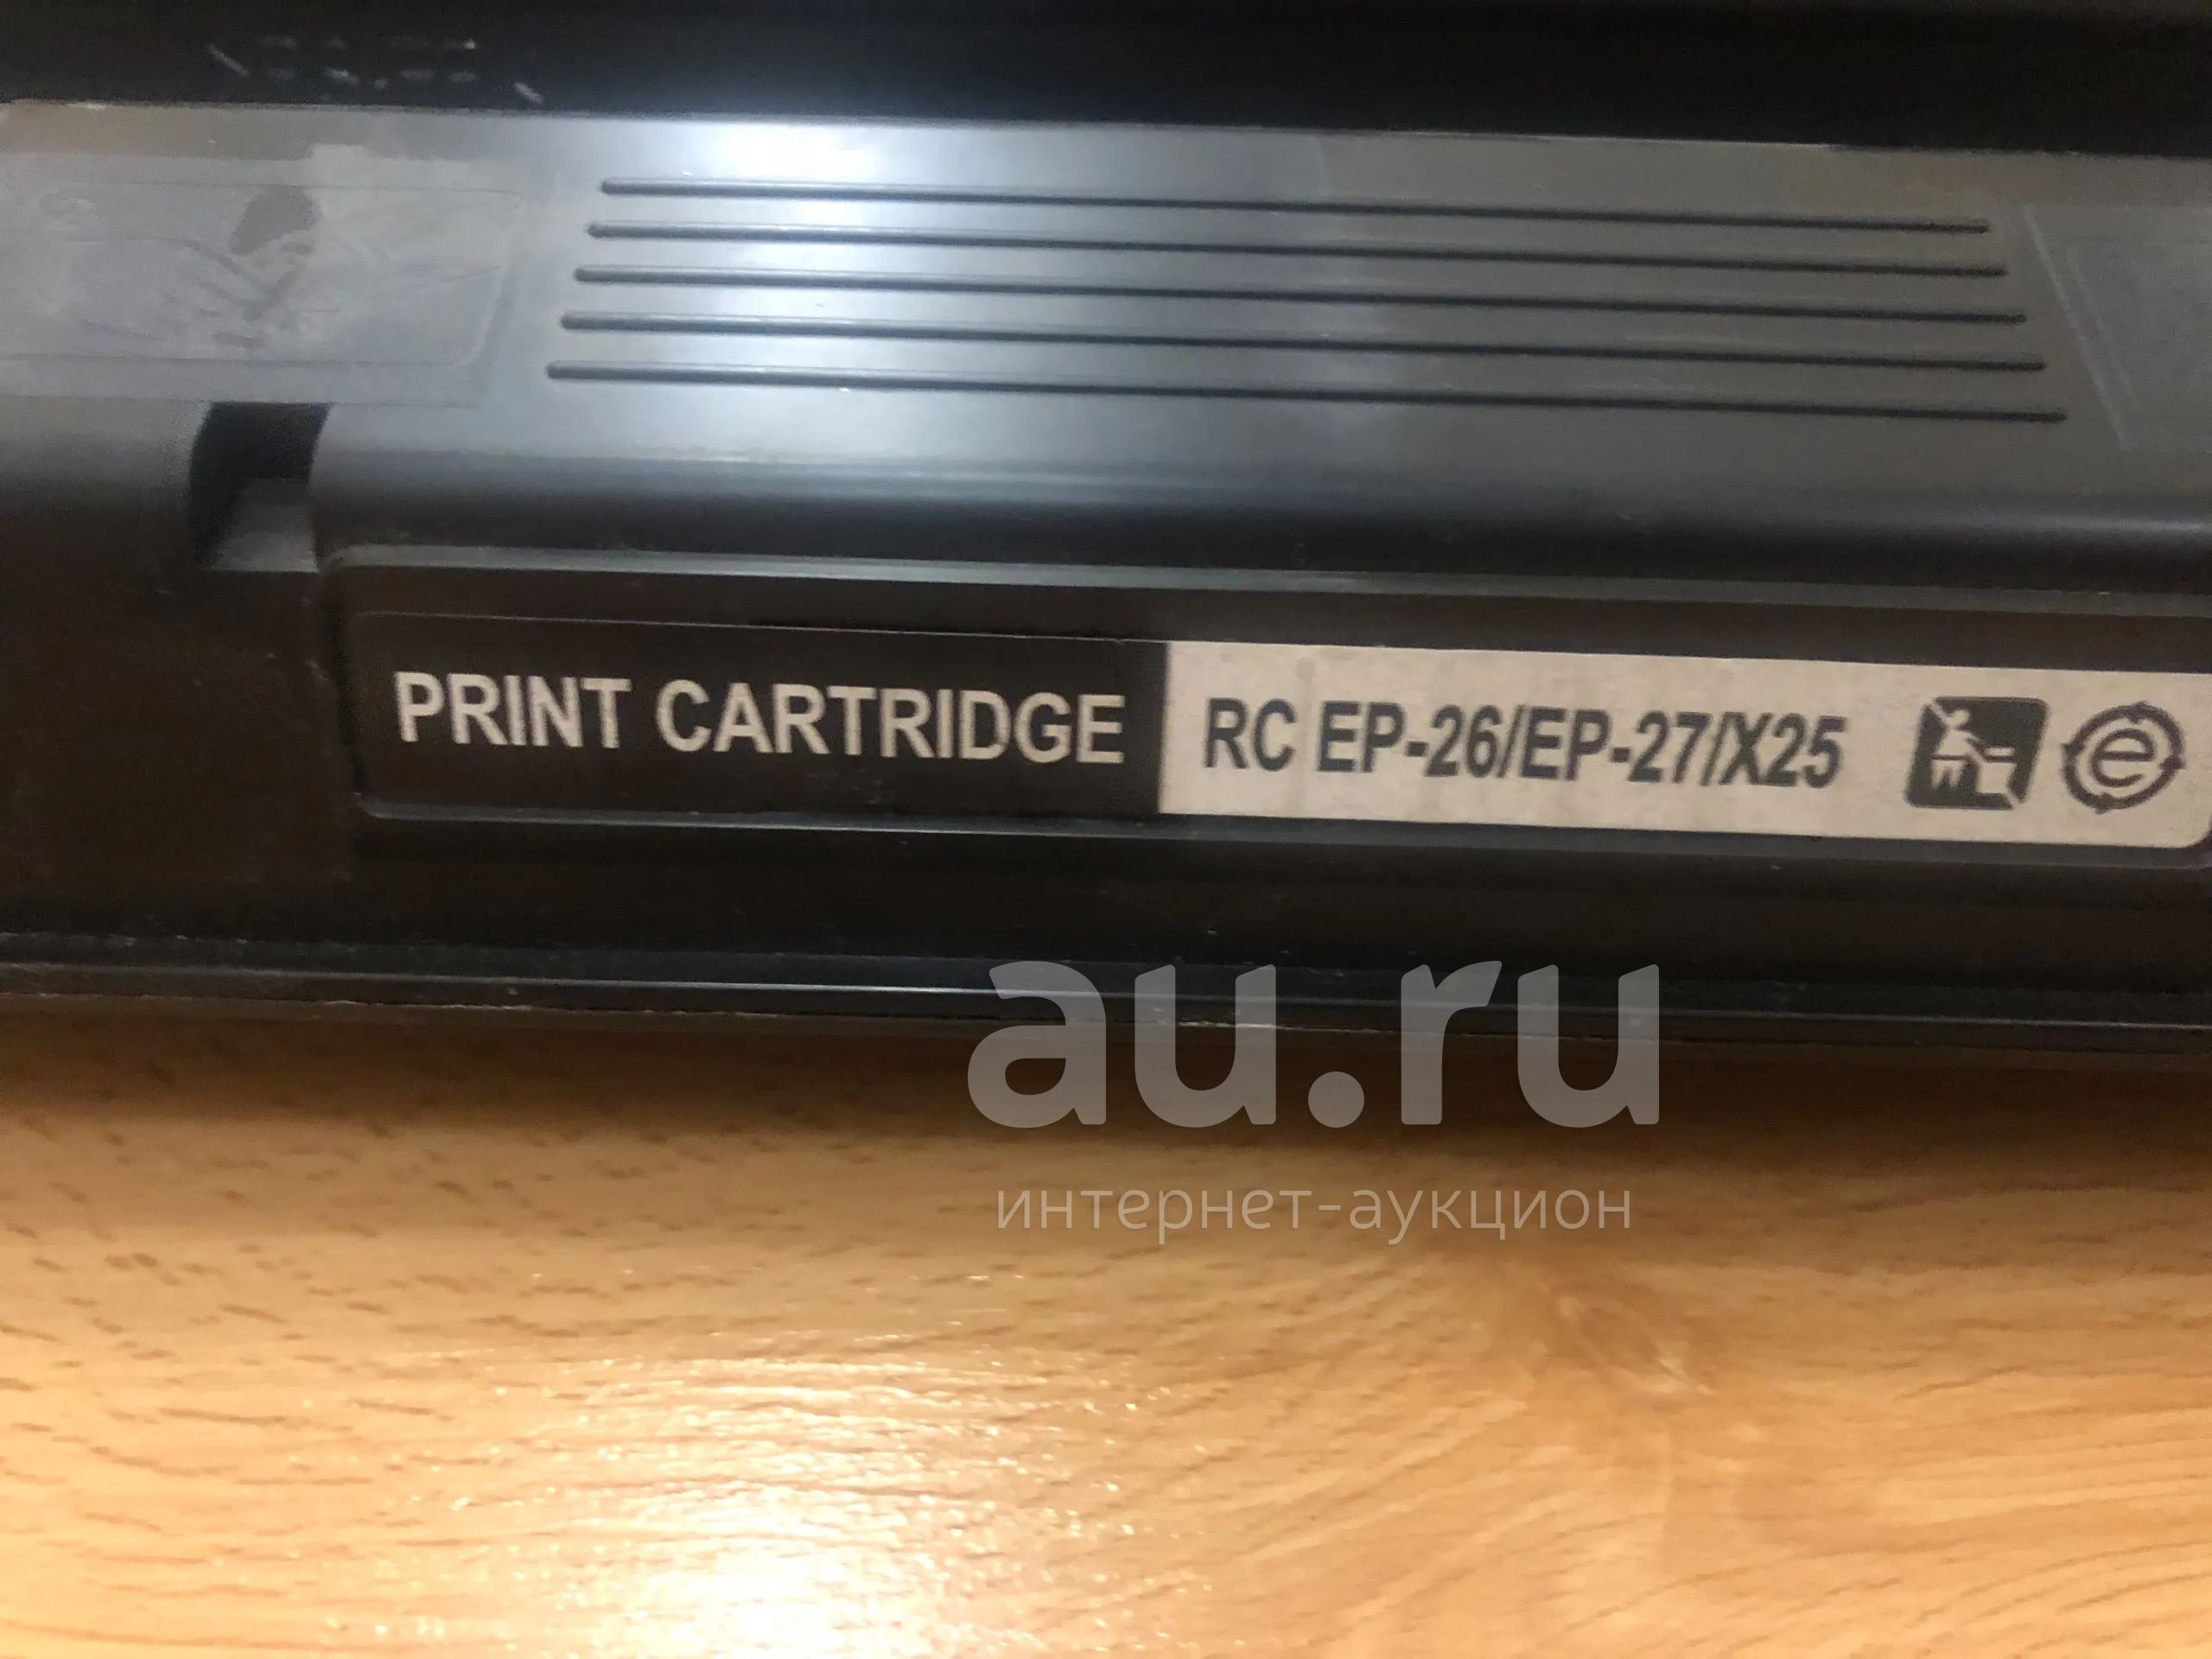 PRINT CARTRIDGE RC EP-26/EP-27/X25
au.ru
интернет-аукцион